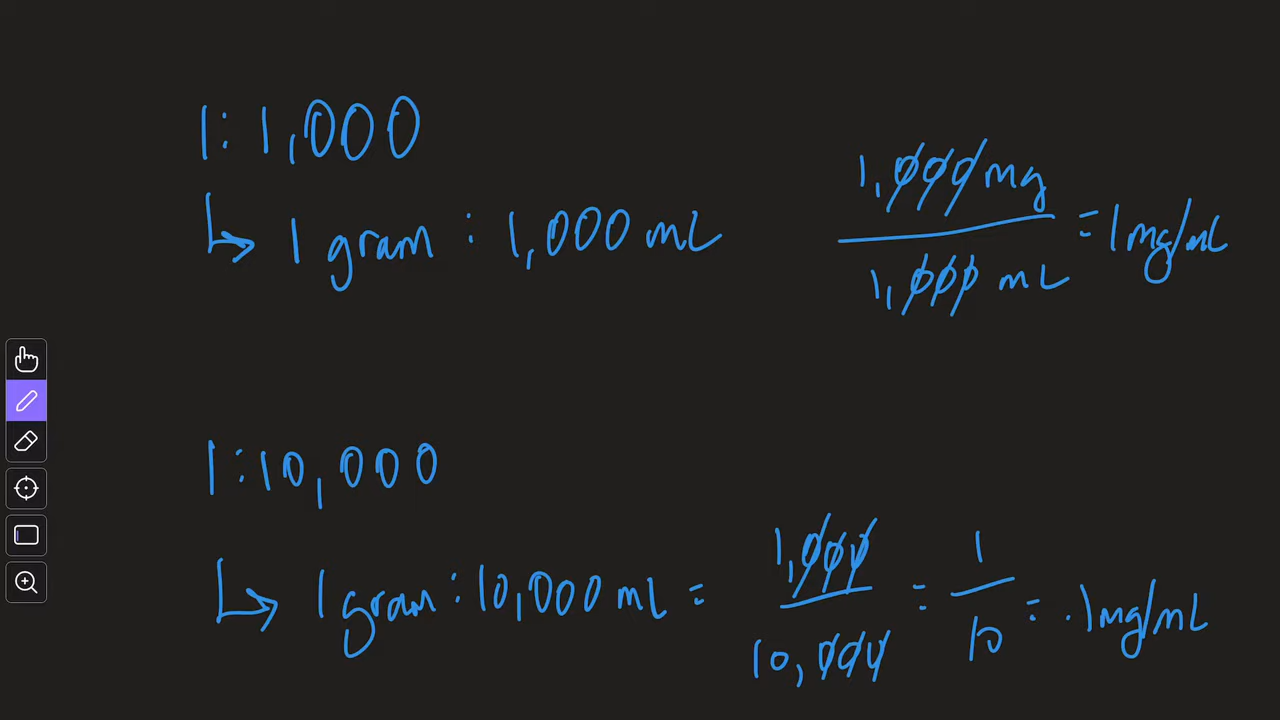 1:1,000
↳ 1 gram : 1,000 mL
1,000 mg
1,000 mL
= 1mg/mL
1:10,000
↳ 1 gram : 10,000 mL = 1,000/10,000 = 1/10 = .1mg/mL